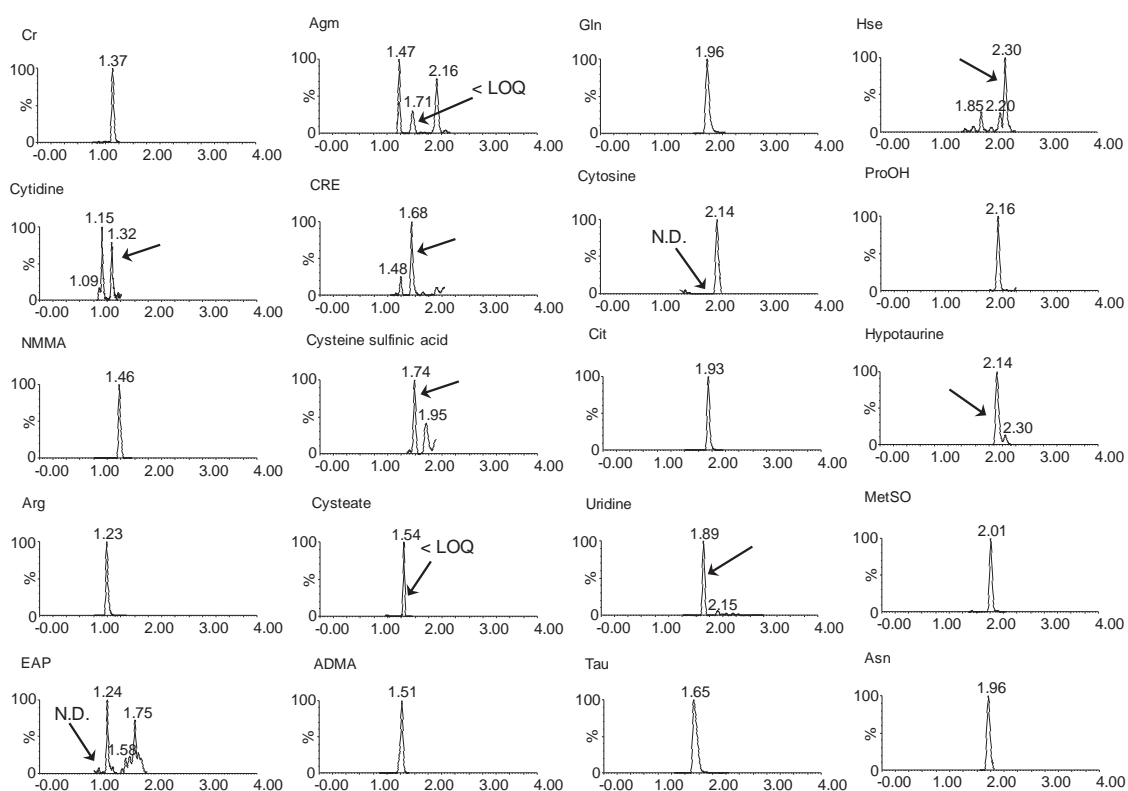 Cr
1.37
100
%
0
-0.00 1.00 2.00 3.00 4.00
Agm
1.47
2.16
1.71
< LOQ
100
%
0
-0.00 1.00 2.00 3.00 4.00
Gln
1.96
100
%
0
-0.00 1.00 2.00 3.00 4.00
Hse
2.30
1.85 2.20
100
%
0
-0.00 1.00 2.00 3.00 4.00
Cytidine
1.15
1.32
1.09
100
%
0
-0.00 1.00 2.00 3.00 4.00
CRE
1.68
1.48
100
%
0
-0.00 1.00 2.00 3.00 4.00
Cytosine
2.14
N.D.
100
%
0
-0.00 1.00 2.00 3.00 4.00
ProOH
2.16
100
%
0
-0.00 1.00 2.00 3.00 4.00
NMMA
1.46
100
%
0
-0.00 1.00 2.00 3.00 4.00
Cysteine sulfinic acid
1.74
1.95
100
%
0
-0.00 1.00 2.00 3.00 4.00
Cit
1.93
100
%
0
-0.00 1.00 2.00 3.00 4.00
Hypotaurine
2.14
2.30
100
%
0
-0.00 1.00 2.00 3.00 4.00
Arg
1.23
100
%
0
-0.00 1.00 2.00 3.00 4.00
Cysteate
1.54
< LOQ
100
%
0
-0.00 1.00 2.00 3.00 4.00
Uridine
1.89
2.15
100
%
0
-0.00 1.00 2.00 3.00 4.00
MetSO
2.01
100
%
0
-0.00 1.00 2.00 3.00 4.00
EAP
1.24
1.75
N.D.
1.58
100
%
0
-0.00 1.00 2.00 3.00 4.00
ADMA
1.51
100
%
0
-0.00 1.00 2.00 3.00 4.00
Tau
1.65
100
%
0
-0.00 1.00 2.00 3.00 4.00
Asn
1.96
100
%
0
-0.00 1.00 2.00 3.00 4.00